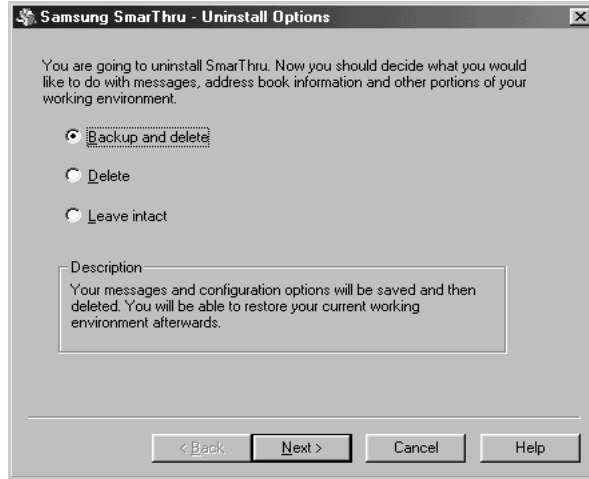 Samsung SmarThru - Uninstall Options
You are going to uninstall SmarThru. Now you should decide what you would
like to do with messages, address book information and other portions of your
working environment.
Backup and delete
Delete
Leave intact
Description
Your messages and configuration options will be saved and then
deleted. You will be able to restore your current working
environment afterwards.
< Back
Next >
Cancel
Help